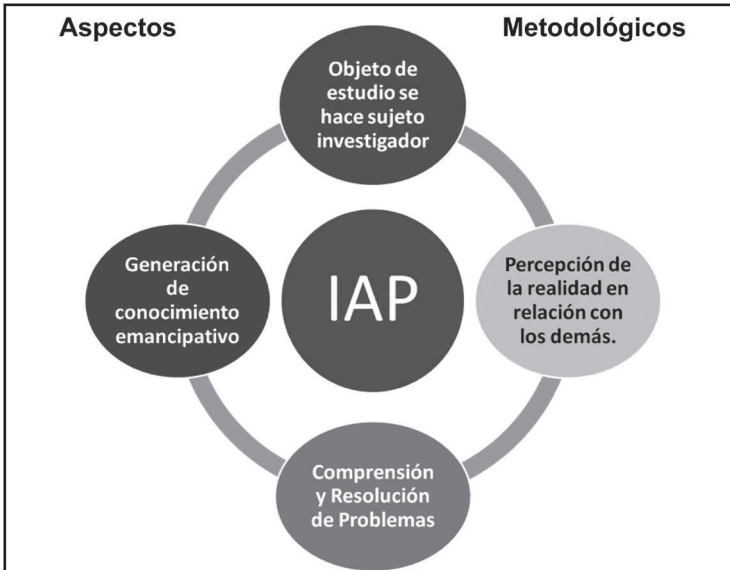 Aspectos Metodológicos
Objeto de
estudio se
hace sujeto
investigador
Generación
de
conocimiento
emancipativo
IAP
Percepción de
la realidad en
relación con
los demás.
Comprensión
y Resolución
de Problemas